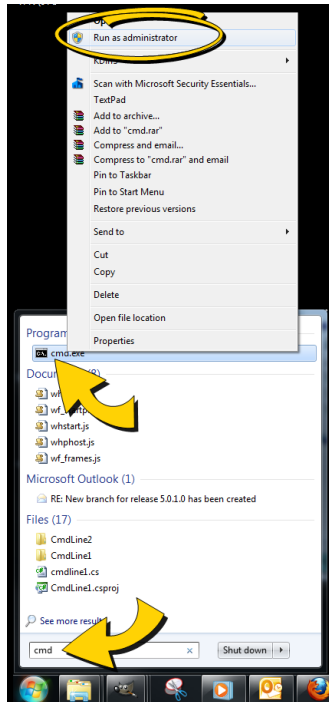 Run as administrator
Scan with Microsoft Security Essentials...
TextPad
Add to archive...
Add to "cmd.rar"
Compress and email...
Compress to "cmd.rar" and email
Pin to Taskbar
Pin to Start Menu
Restore previous versions
Send to
Cut
Copy
Delete
Open file location
Properties
cmd.exe
whstart.js
whphost.js
wf_frames.js
Microsoft Outlook (1)
RE: New branch for release 5.0.1.0 has been created
Files (17)
CmdLine2
CmdLine1
cmdline1.cs
CmdLine1.csproj
See more results
cmd
Shut down